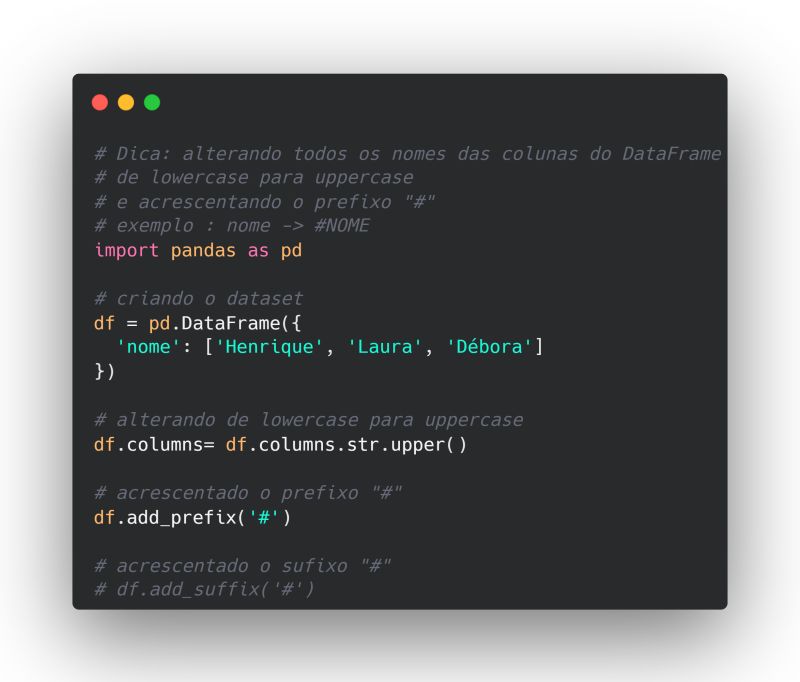 # Dica: alterando todos os nomes das colunas do DataFrame
# de lowercase para uppercase
# e acrescentando o prefixo "#"
# exemplo : nome -> #NOME
import pandas as pd
# criando o dataset
df = pd.DataFrame({
  'nome': ['Henrique', 'Laura', 'Débora']
})
# alterando de lowercase para uppercase
df.columns= df.columns.str.upper()
# acrescentado o prefixo "#"
df.add_prefix('#')
# acrescentado o sufixo "#"
# df.add_suffix('#')